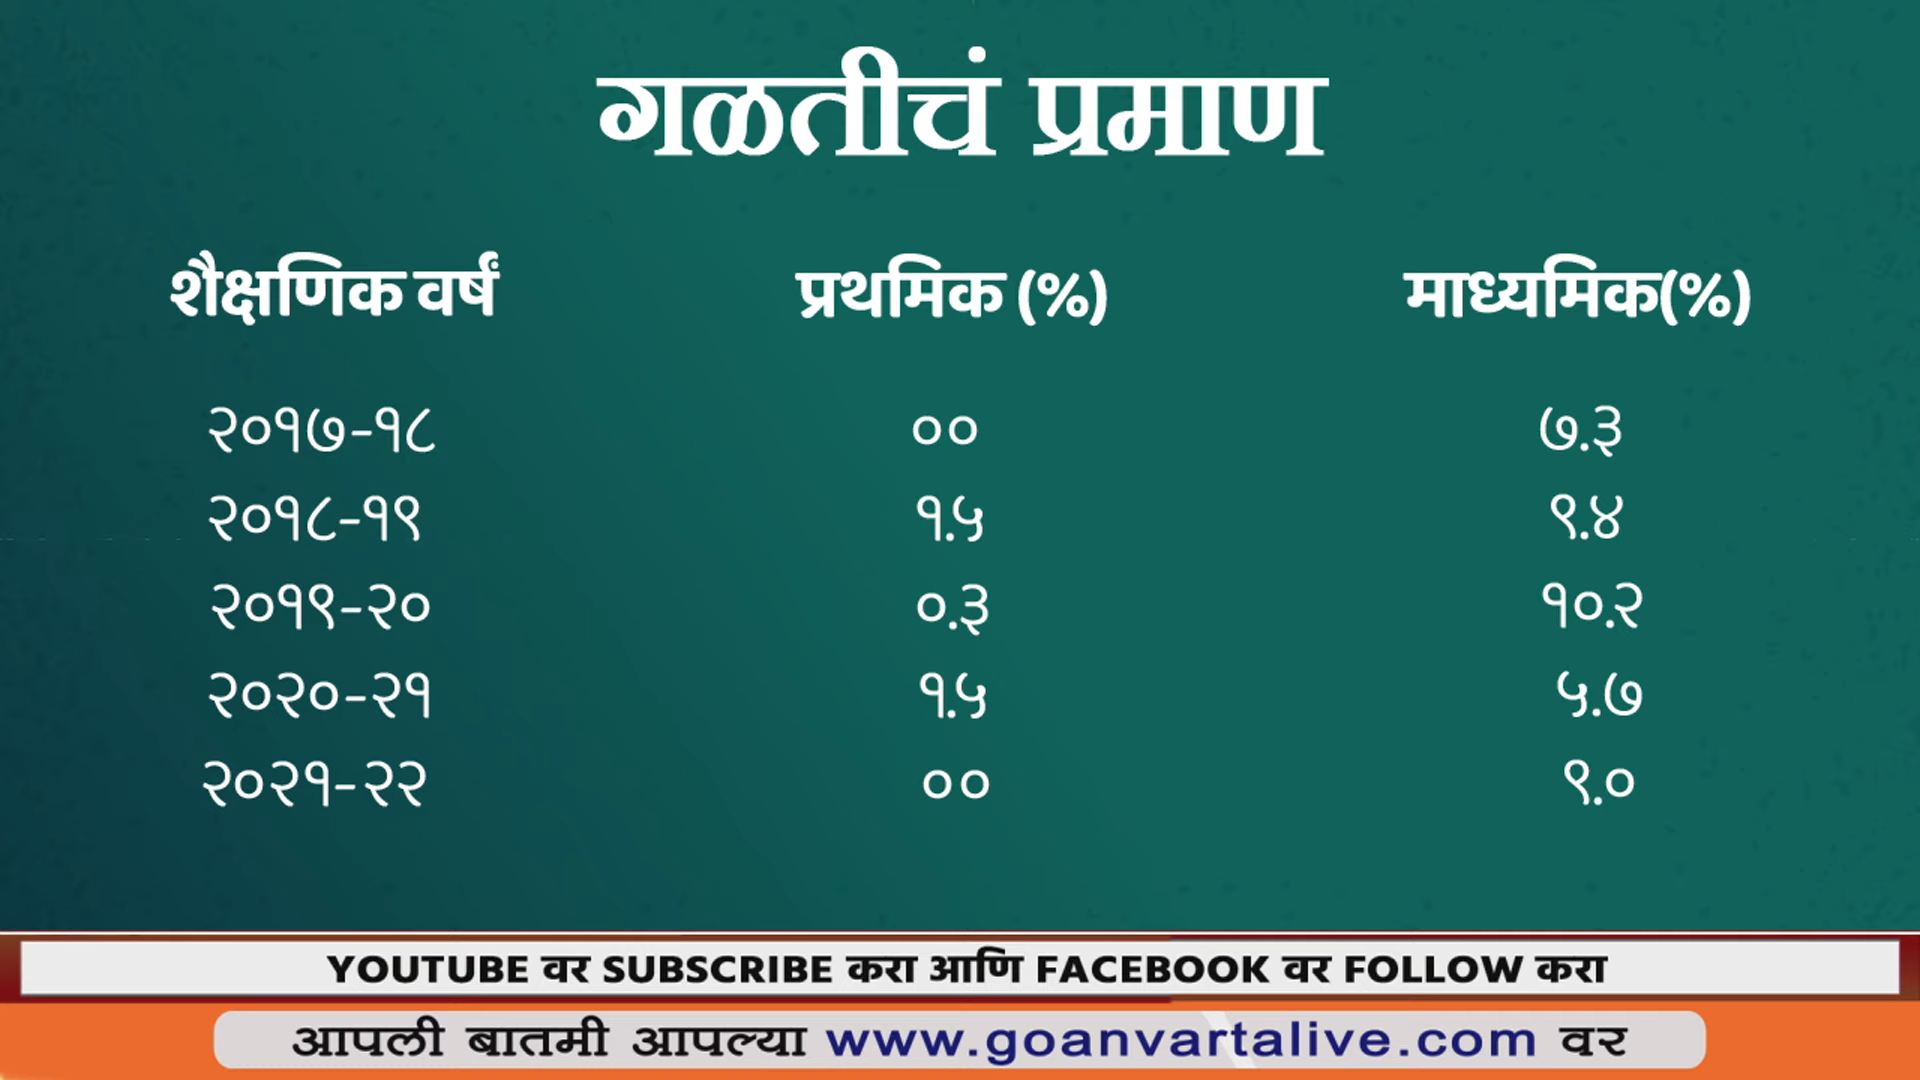 गळतीचं प्रमाण
शैक्षणिक वर्षं प्रथमिक (%) माध्यमिक(%)
२०१७-१८ ०० ७.३
२०१८-१९ १.५ ९.४
२०१९-२० ०.३ १०.२
२०२०-२१ १.५ ५.७
२०२१-२२ ०० ९.०
YOUTUBE वर SUBSCRIBE करा आणि FACEBOOK वर FOLLOW करा
आपली बातमी आपल्या www.goanvartalive.com वर